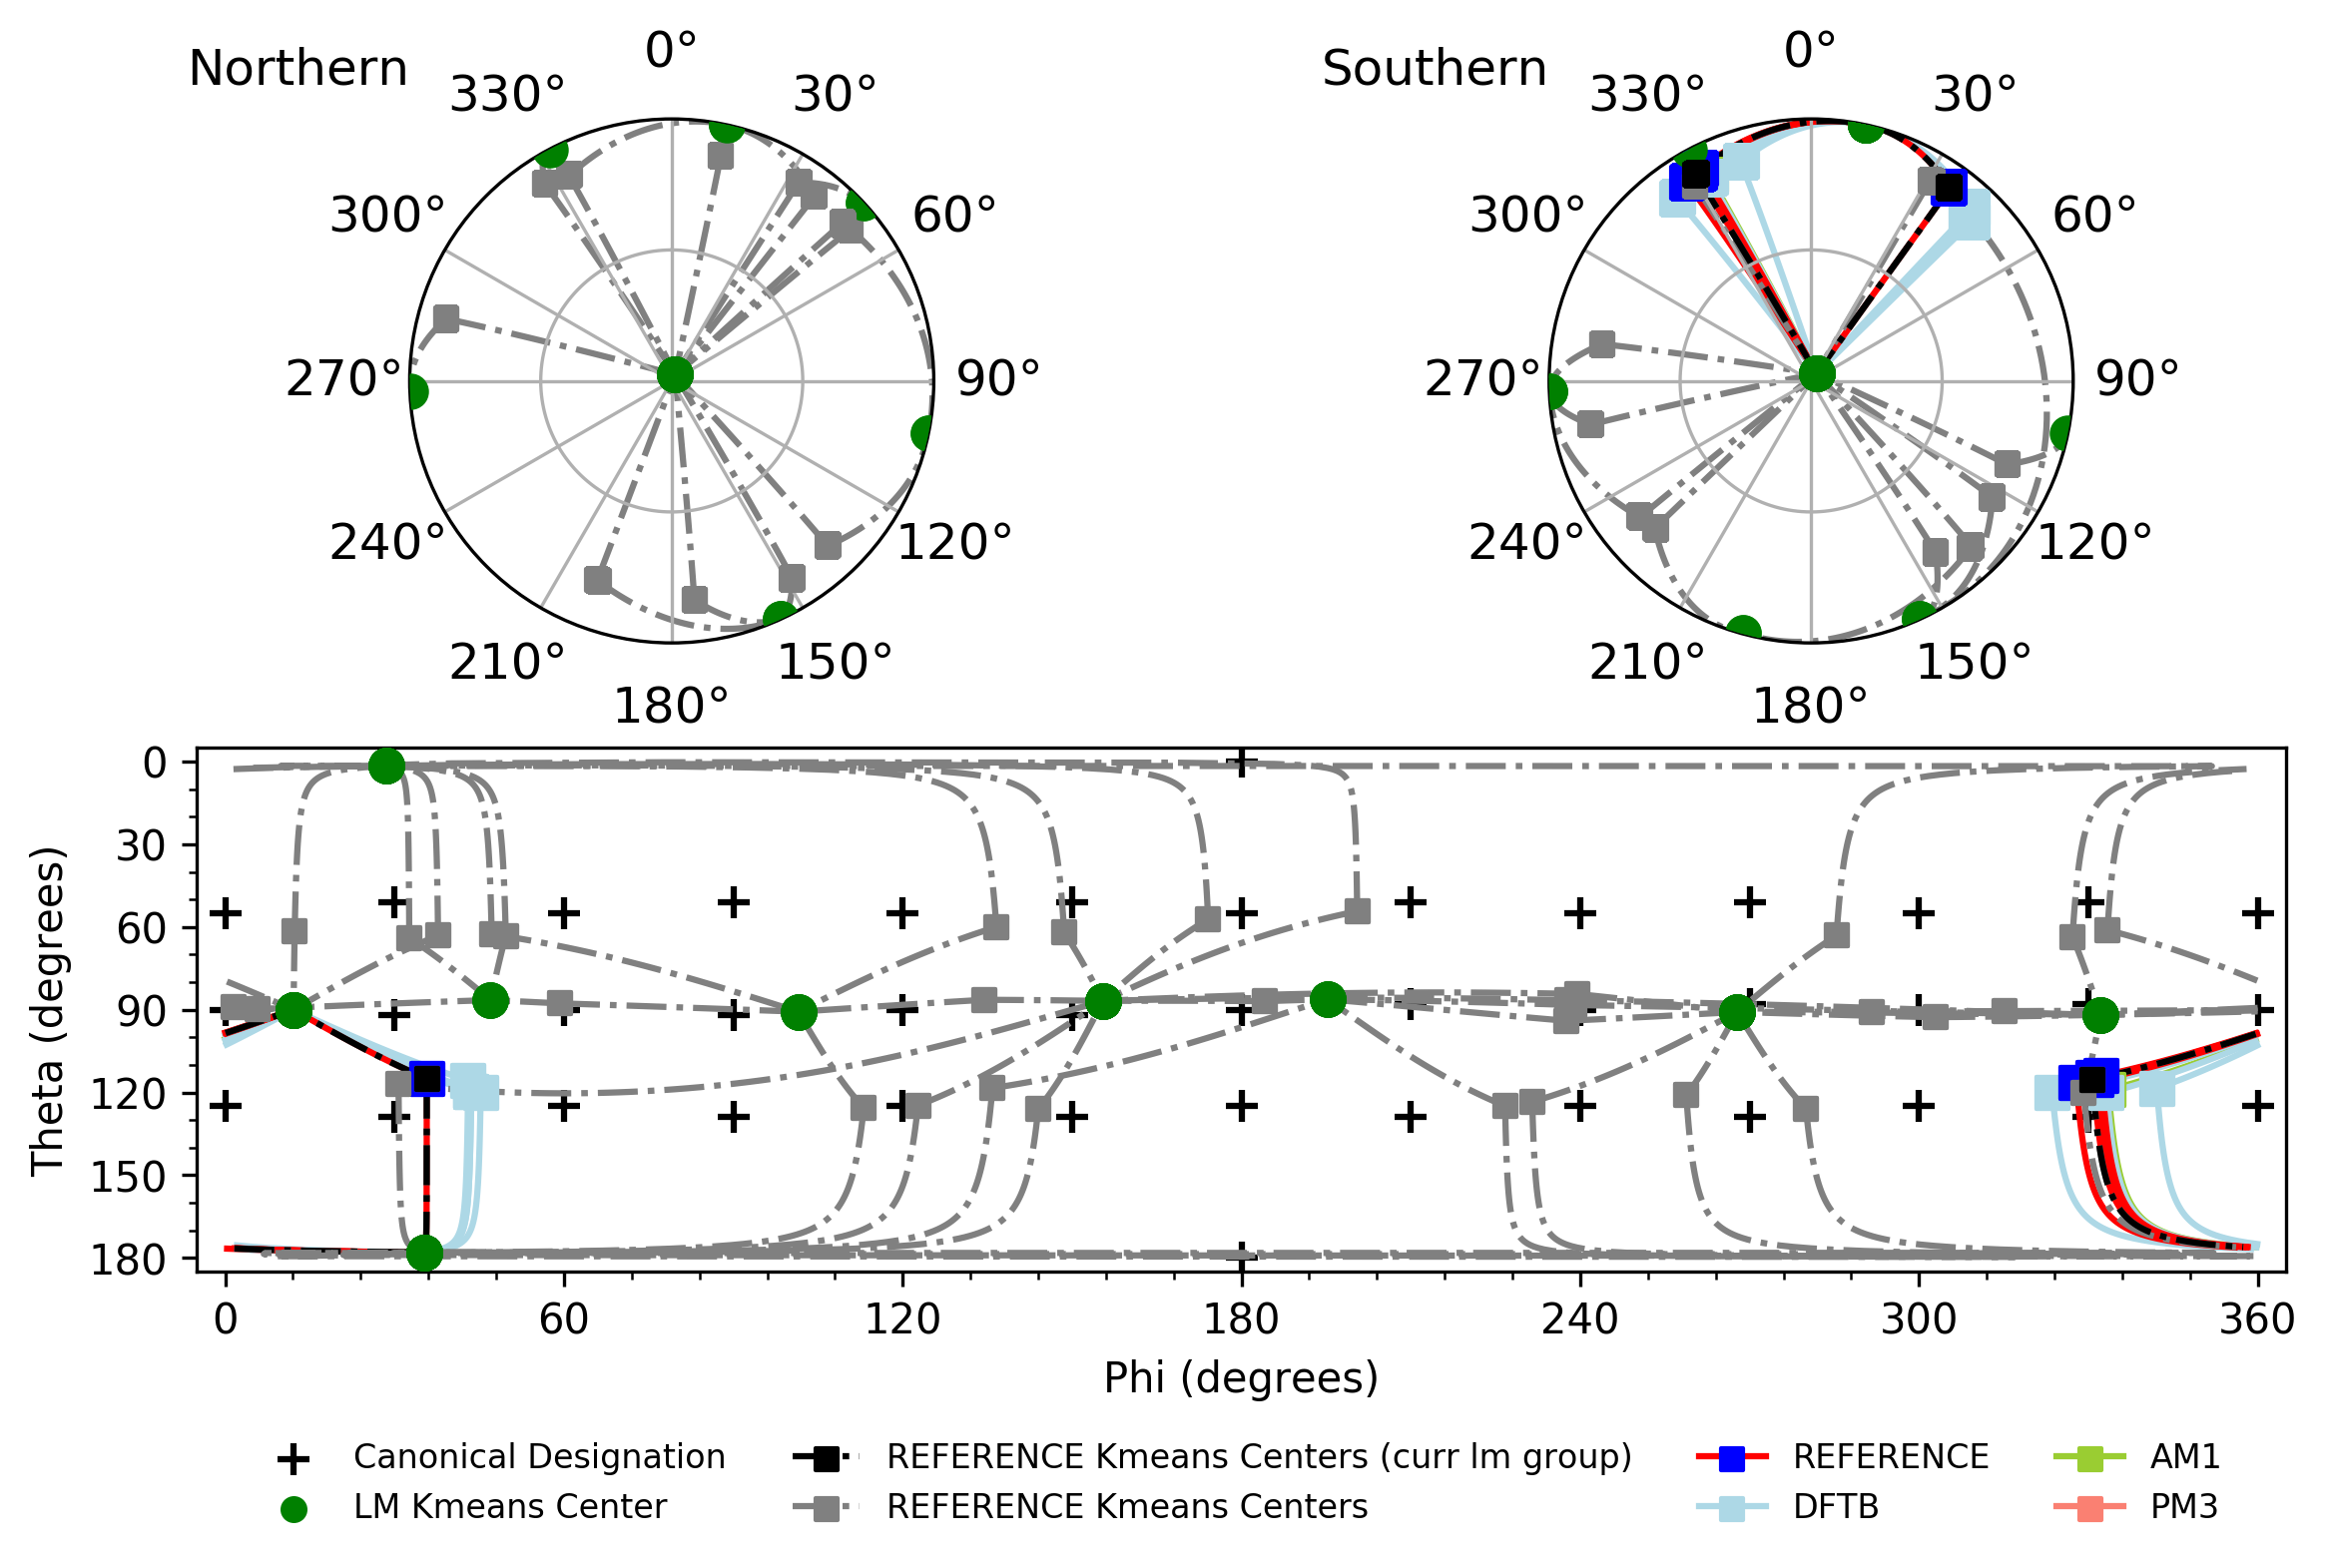 Northern
0°
330° 30°
300° 60°
270° 90°
240° 120°
210° 150°
180°
Southern
0°
330° 30°
300° 60°
270° 90°
240° 120°
210° 150°
180°
Theta (degrees)
0
30
60
90
120
150
180
0 60 120 180 240 300 360
Phi (degrees)
Canonical Designation
LM Kmeans Center
REFERENCE Kmeans Centers (curr lm group)
REFERENCE Kmeans Centers
REFERENCE
DFTB
AM1
PM3